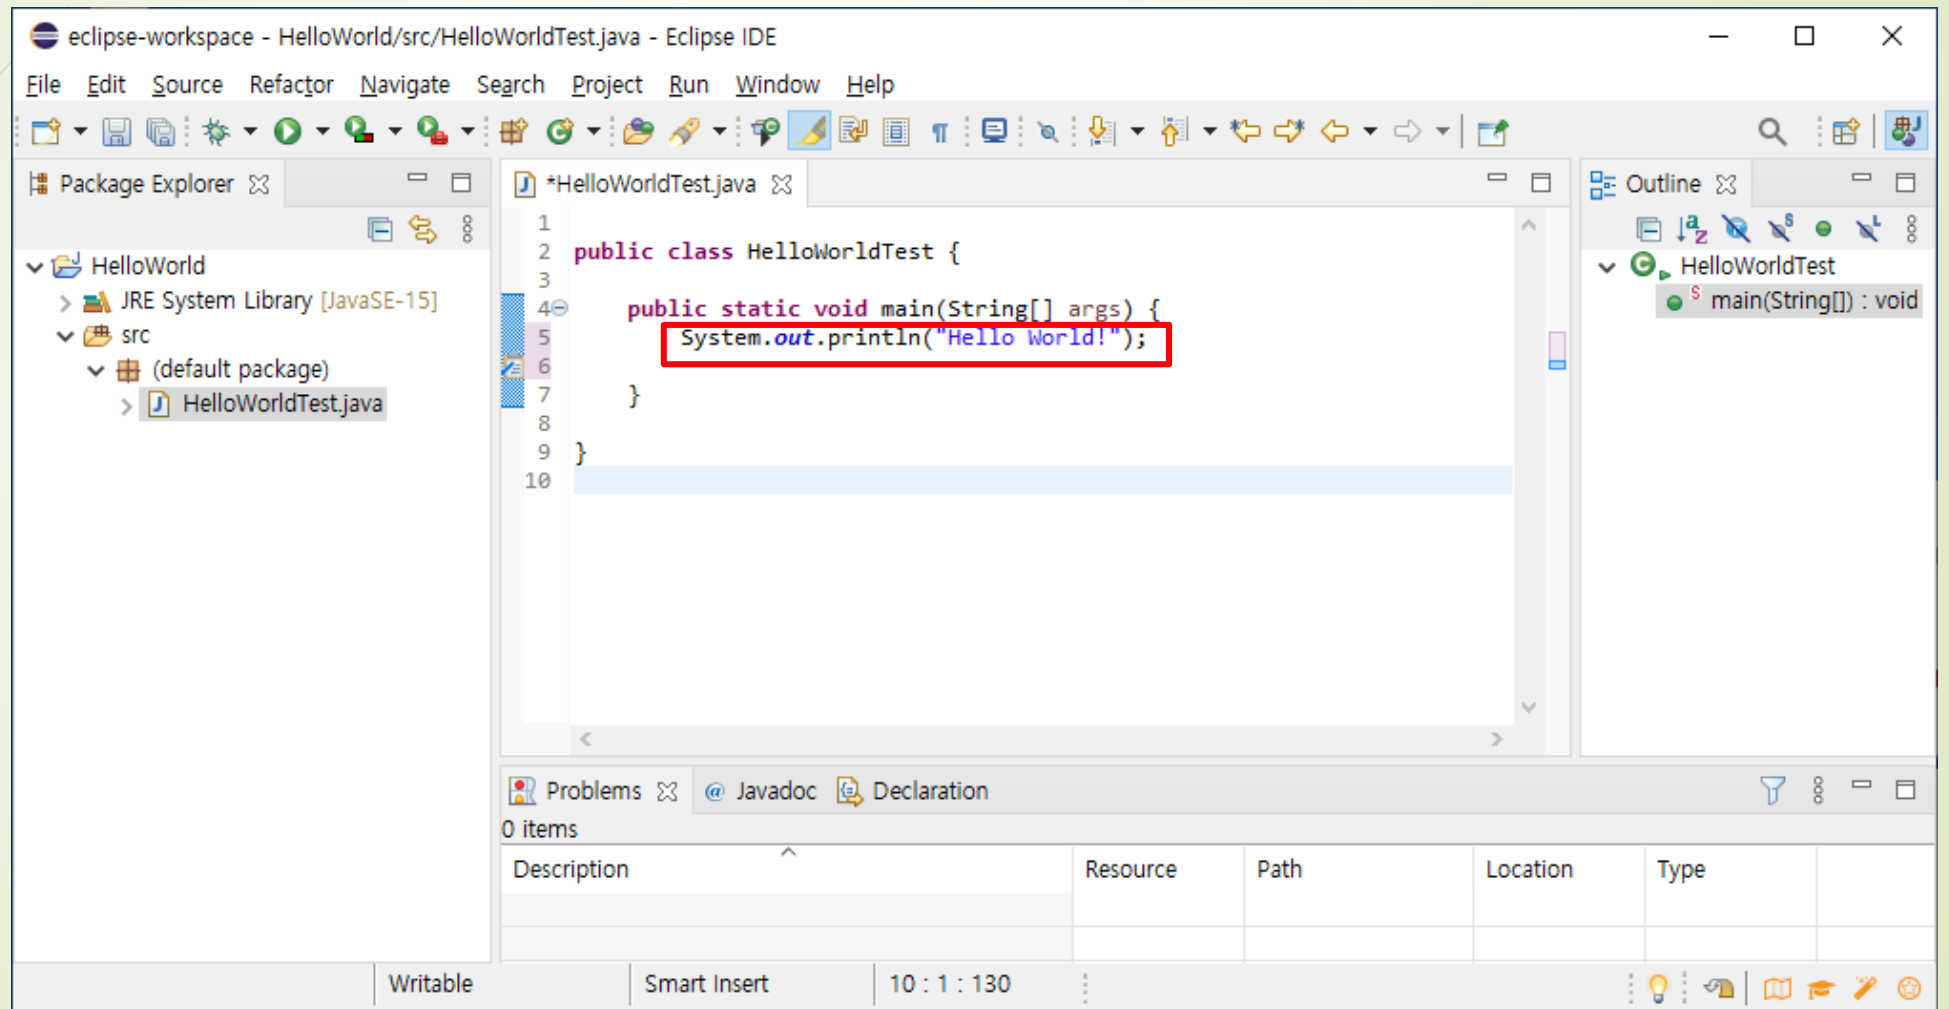 eclipse-workspace - HelloWorld/src/HelloWorldTest.java - Eclipse IDE
File Edit Source Refactor Navigate Search Project Run Window Help
Package Explorer
HelloWorld
JRE System Library [JavaSE-15]
src
(default package)
HelloWorldTest.java
*HelloWorldTest.java
1
2 public class HelloWorldTest {
3
4 public static void main(String[] args) {
5 System.out.println("Hello World!");
6
7 }
8
9 }
10
Outline
HelloWorldTest
main(String[]) : void
Problems @ Javadoc Declaration
0 items
Description Resource Path Location Type
Writable Smart Insert 10 : 1 : 130